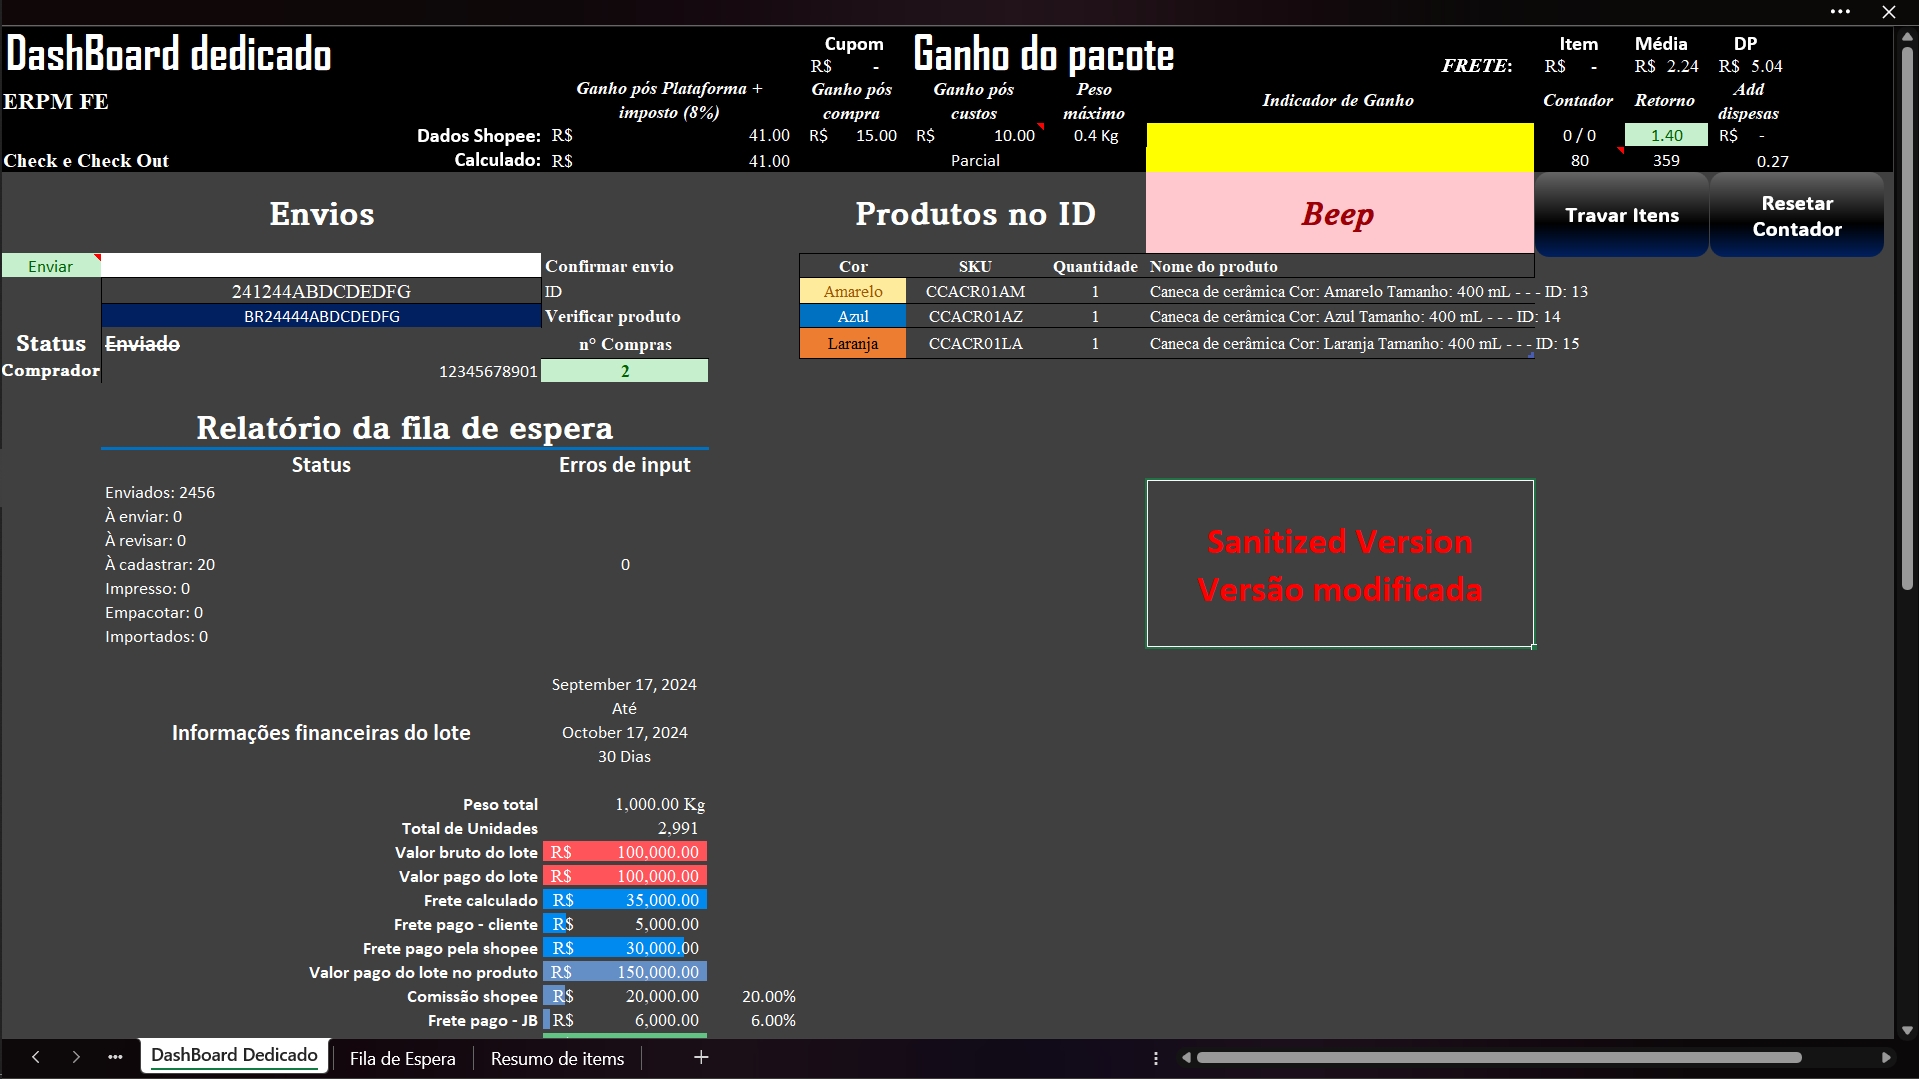 DashBoard dedicado
Cupom
Ganho do pacote
Item Média DP
R$ -
FRETE:
R$ - R$ 2.24 R$ 5.04
ERPM FE
Ganho pós Plataforma +
imposto (8%)
Ganho pós
compra
Ganho pós
custos
Peso
máximo
Indicador de Ganho
Contador Retorno
Add
dispesas
Dados Shopee: R$ 41.00 R$ 15.00 R$ 10.00 0.4 Kg 0 / 0 1.40 R$ -
Check e Check Out
Calculado: R$ 41.00 Parcial 80 359 0.27
Envios
Produtos no ID
Beep
Travar Itens
Resetar
Contador
Enviar
Confirmar envio
241244ABDCDEDFG ID
BR24444ABDCDEDFG Verificar produto
Status Enviado n° Compras
Comprador 12345678901 2
Cor SKU Quantidade Nome do produto
Amarelo CCACR01AM 1 Caneca de cerâmica Cor: Amarelo Tamanho: 400 mL - - - ID: 13
Azul CCACR01AZ 1 Caneca de cerâmica Cor: Azul Tamanho: 400 mL - - - ID: 14
Laranja CCACR01LA 1 Caneca de cerâmica Cor: Laranja Tamanho: 400 mL - - - ID: 15
Relatório da fila de espera
Status Erros de input
Enviados: 2456
À enviar: 0
À revisar: 0
À cadastrar: 20 0
Impresso: 0
Empacotar: 0
Importados: 0
Sanitized Version
Versão modificada
September 17, 2024
Até
Informações financeiras do lote October 17, 2024
30 Dias
Peso total 1,000.00 Kg
Total de Unidades 2,991
Valor bruto do lote R$ 100,000.00
Valor pago do lote R$ 100,000.00
Frete calculado R$ 35,000.00
Frete pago - cliente R$ 5,000.00
Frete pago pela shopee R$ 30,000.00
Valor pago do lote no produto R$ 150,000.00
Comissão shopee R$ 20,000.00 20.00%
Frete pago - JB R$ 6,000.00 6.00%
DashBoard Dedicado Fila de Espera Resumo de items +